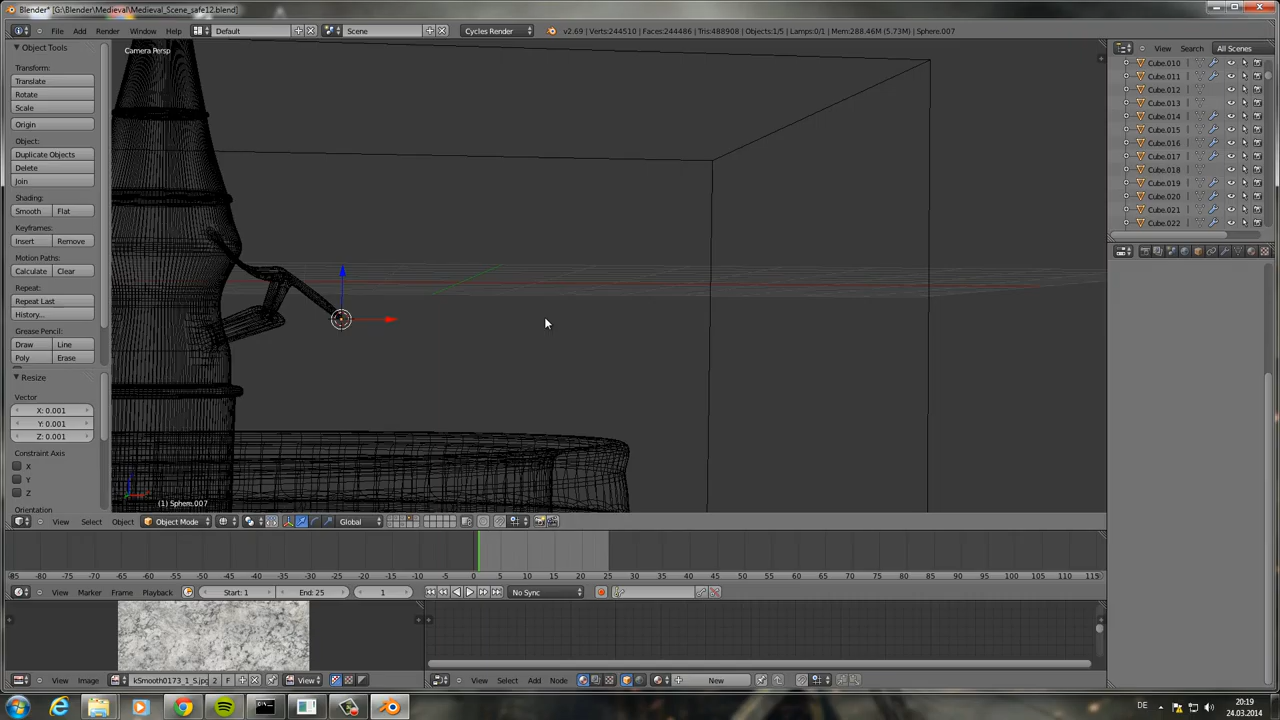 Blender* [G:\Blender\Medieval\Medieval_Scene_safe12.blend]
File Add Render Window Help
Default
Scene
Cycles Render
v2.69 | Verts:244510 | Faces:244486 | Tris:488908 | Objects:1/5 | Lamps:0/1 | Mem:288.46M (5.73M) | Sphere.007
Object Tools
Transform:
Translate
Rotate
Scale
Origin
Object:
Duplicate Objects
Delete
Join
Shading:
Smooth Flat
Keyframes:
Insert Remove
Motion Paths:
Calculate Clear
Repeat:
Repeat Last
History...
Grease Pencil:
Draw Line
Poly Erase
Resize
Vector
X: 0.001
Y: 0.001
Z: 0.001
Constraint Axis
X
Y
Z
Orientation
Camera Persp
(1) Sphere.007
View Search All Scenes
Cube.010
Cube.011
Cube.012
Cube.013
Cube.014
Cube.015
Cube.016
Cube.017
Cube.018
Cube.019
Cube.020
Cube.021
Cube.022
View Select Object Object Mode Global
-85 -80 -75 -70 -65 -60 -55 -50 -45 -40 -35 -30 -25 -20 -15 -10 -5 0 5 10 15 20 25 30 35 40 45 50 55 60 65 70 75 80 85 90 95 100 105 110 115
View Marker Frame Playback Start: 1 End: 25 1 No Sync
View Image kSmooth0173_1_S.jpg 2 F View
View Select Add Node New
DE 20:19
24.03.2014